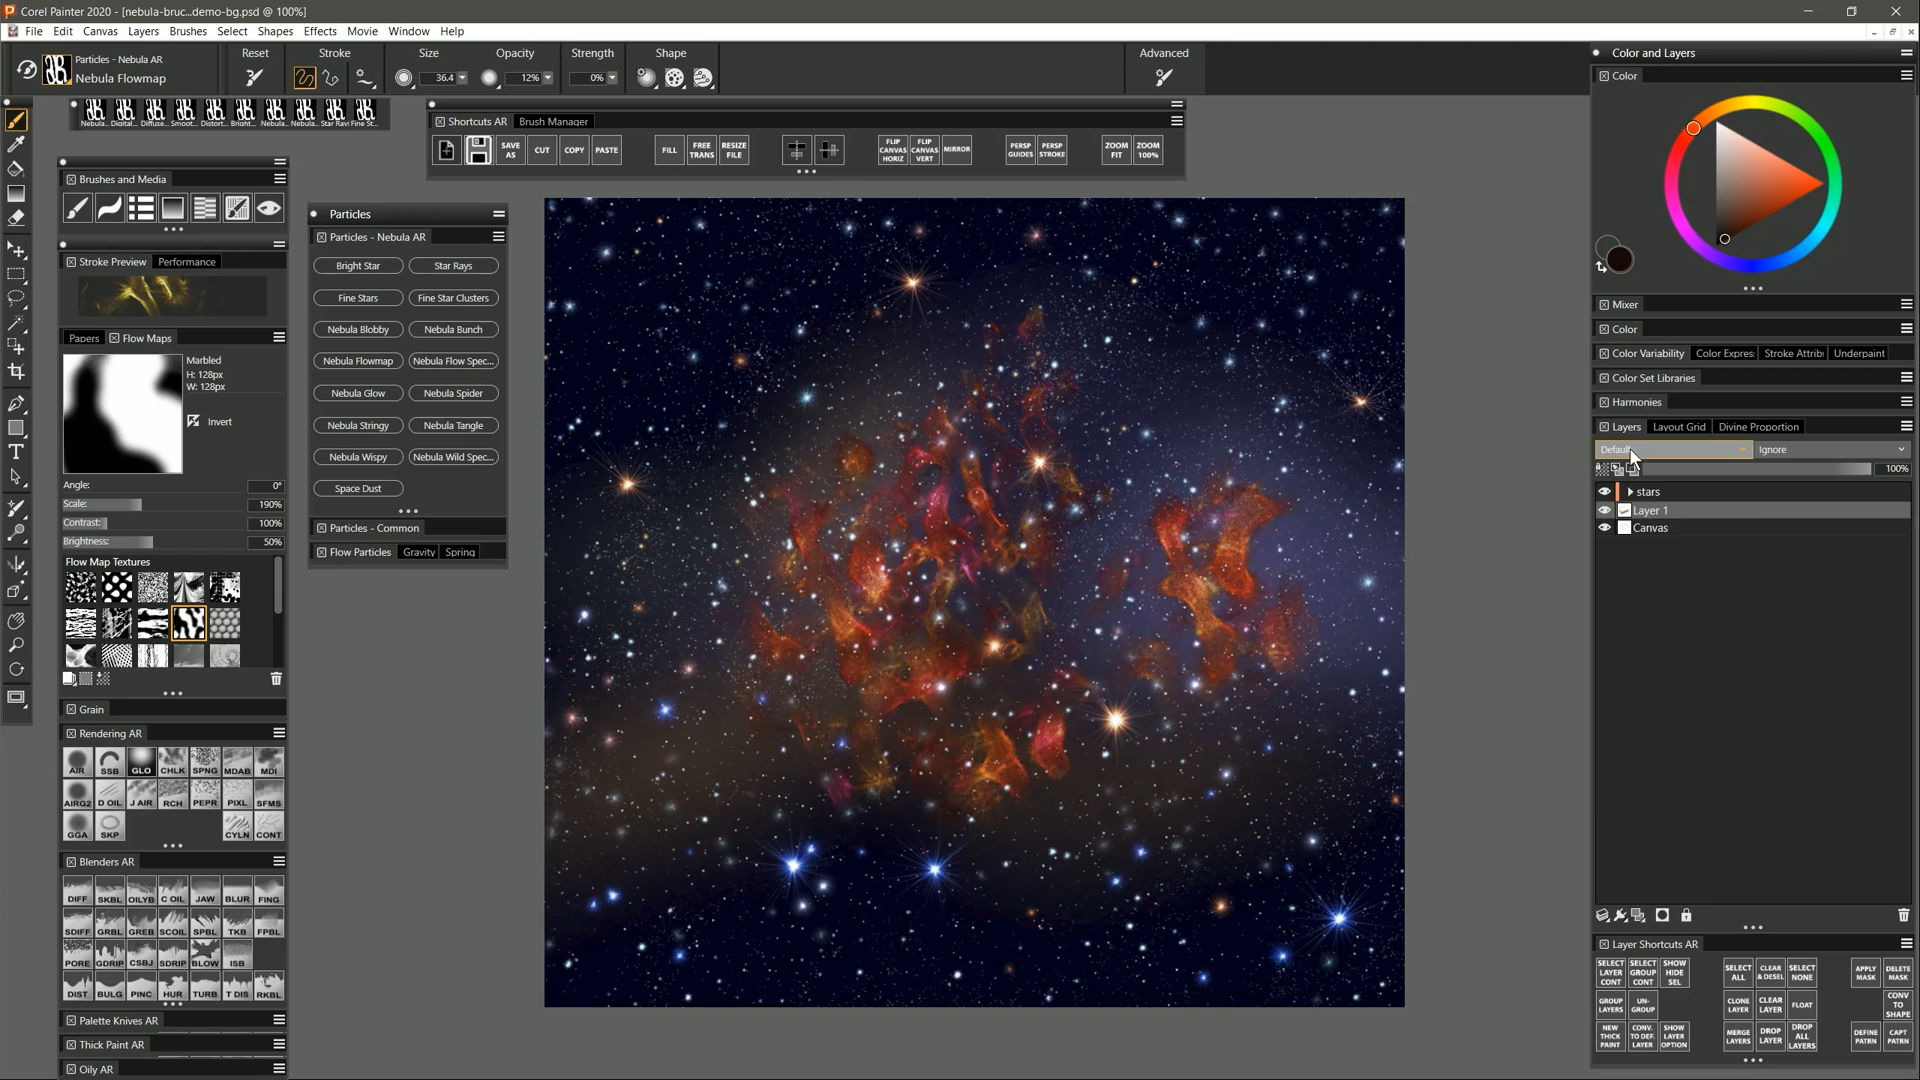 Corel Painter 2020 - [nebula-bruc...demo-bg.psd @ 100%]
File Edit Canvas Layers Brushes Select Shapes Effects Movie Window Help
Particles - Nebula AR
Nebula Flowmap
Reset
Stroke
Size
36.4
Opacity
12%
Strength
0%
Shape
Advanced
Nebula... Digital... Diffuse... Smoot... Distort... Bright... Nebula... Nebula... Star Ray Fine St...
Shortcuts AR Brush Manager
SAVE AS CUT COPY PASTE FILL FREE TRANS RESIZE FILE FLIP CANVAS HORIZ FLIP CANVAS VERT MIRROR PERSP GUIDES PERSP STROKE ZOOM FIT ZOOM 100%
Brushes and Media
Stroke Preview Performance
Papers Flow Maps
Marbled
H: 128px
W: 128px
Invert
Angle: 0°
Scale: 190%
Contrast: 100%
Brightness: 50%
Flow Map Textures
Grain
Rendering AR
AIR SSB GLO CHLK SPNG MDAB MDI
AIRG2 D OIL J AIR RCH PEPR PIXL SFMS
GGA SKP CYLN CONT
Blenders AR
DIFF SKBL OILYB C OIL JAW BLUR FING
SDIFF GRBL GREB SCOIL SPBL TKB FPBL
PORE GDRIP CSBJ SDRIP BLOW ISB
DIST BULG PINC HUR TURB T DIS RKBL
Palette Knives AR
Thick Paint AR
Oily AR
Particles
Particles - Nebula AR
Bright Star Star Rays
Fine Stars Fine Star Clusters
Nebula Blobby Nebula Bunch
Nebula Flowmap Nebula Flow Spec...
Nebula Glow Nebula Spider
Nebula Stringy Nebula Tangle
Nebula Wispy Nebula Wild Spec...
Space Dust
Particles - Common
Flow Particles Gravity Spring
Color and Layers
Color
Mixer
Color
Color Variability Color Expres Stroke Attrib Underpaint
Color Set Libraries
Harmonies
Layers Layout Grid Divine Proportion
Default Ignore
100%
stars
Layer 1
Canvas
Layer Shortcuts AR
SELECT LAYER CONT SELECT GROUP CONT SHOW HIDE SEL SELECT ALL CLEAR & DESEL SELECT NONE APPLY MASK DELETE MASK
GROUP LAYERS UN-GROUP CLONE LAYER CLEAR LAYER FLOAT CONV TO SHAPE
NEW THICK PAINT CONV. TO DEF. LAYER SHOW LAYER OPTION MERGE LAYERS DROP LAYER DROP ALL LAYERS DEFINE PATRN CAPT PATRN